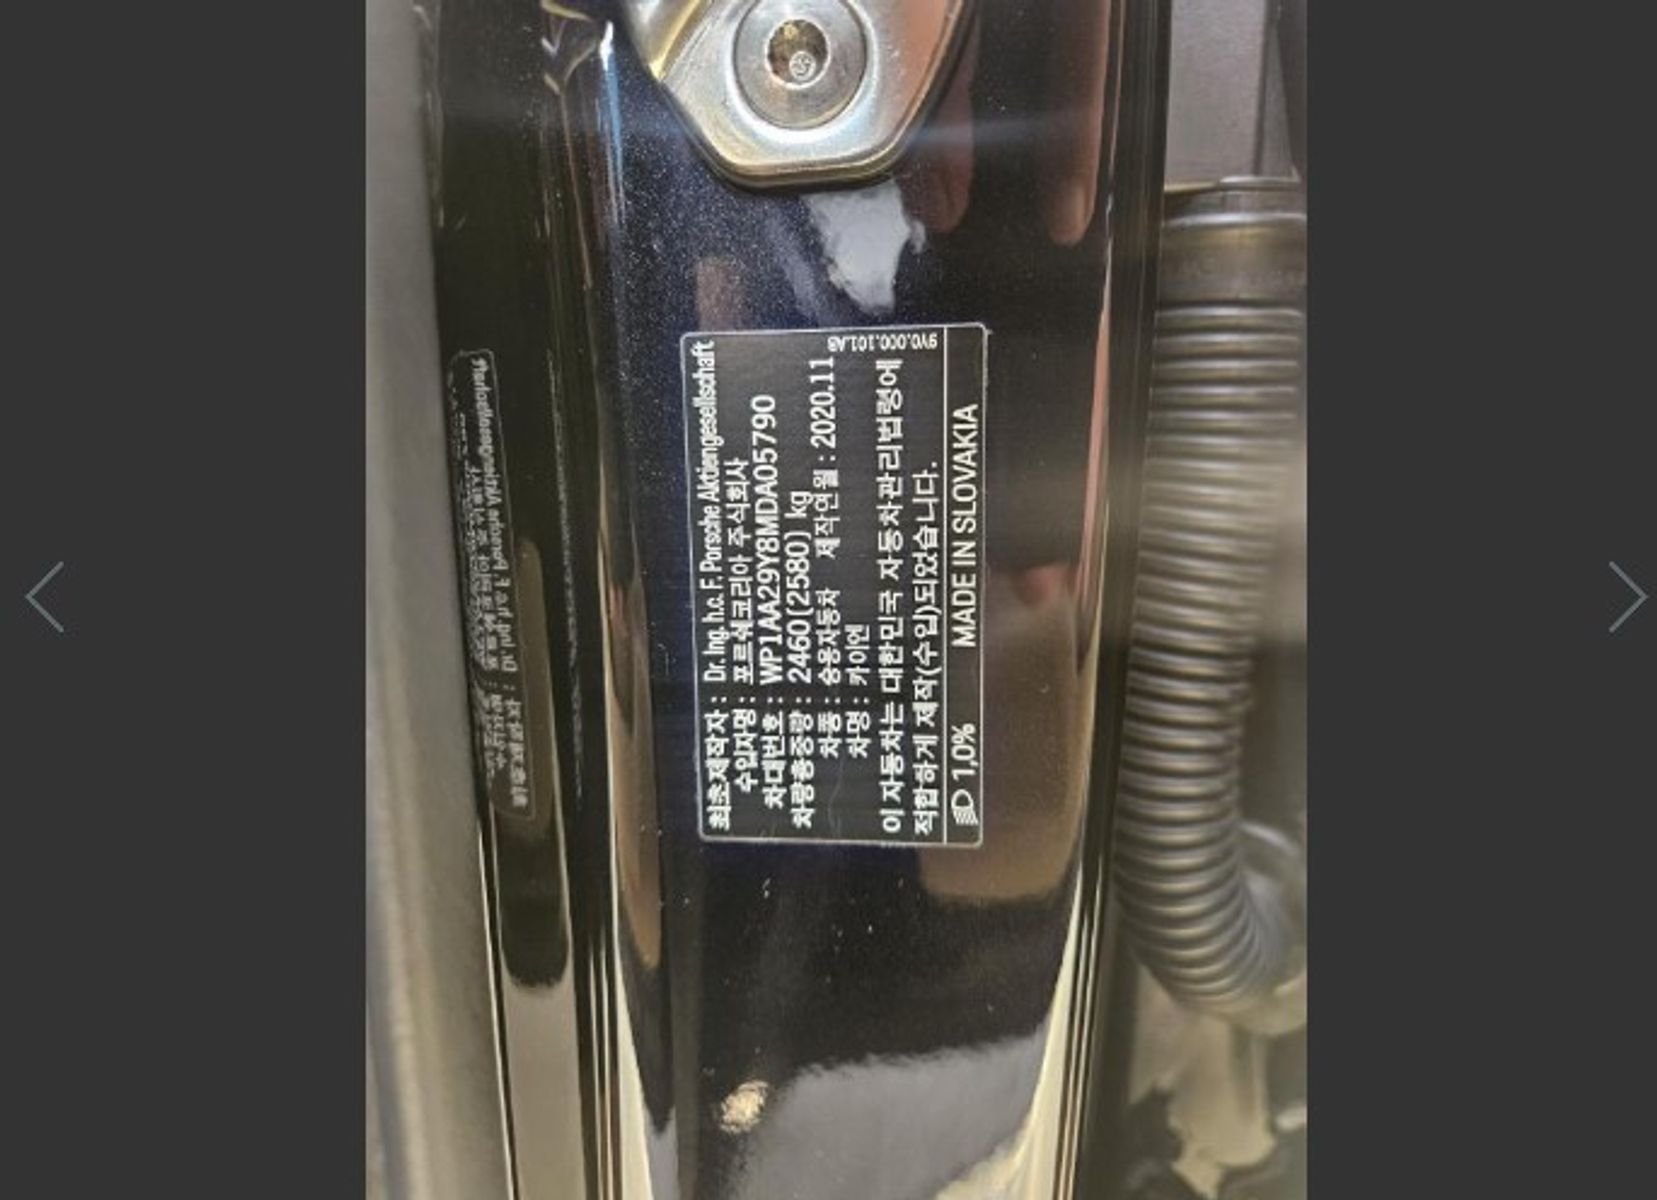 최초제작자 : Dr. Ing. h.c. F. Porsche Aktiengesellschaft
수입자명 : 포르쉐코리아 주식회사
차대번호 : WP1AA29Y8MDA05790
차량총중량 : 2460(2580) kg
차종 : 승용자동차 제작연월 : 2020.11
차명 : 카이엔
이 자동차는 대한민국 자동차관리법령에
적합하게 제작(수입)되었습니다.
9Y0.000.101.AB
1,0% MADE IN SLOVAKIA